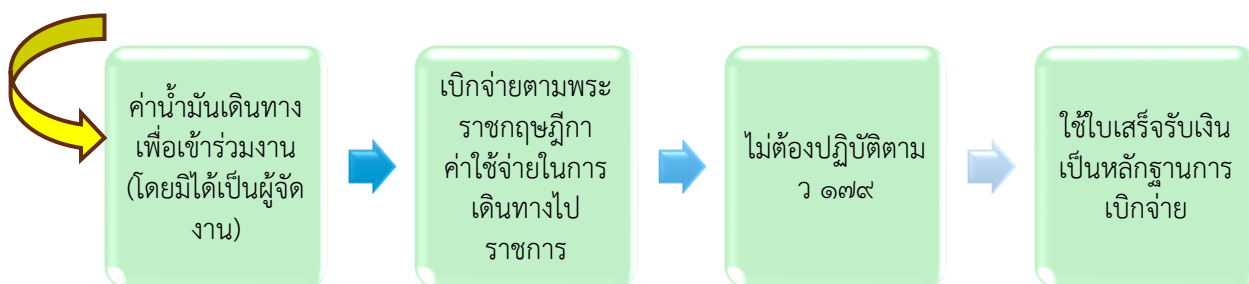 ค่าน้ำมันเดินทาง
เพื่อเข้าร่วมงาน
(โดยมิได้เป็นผู้จัด
งาน)
เบิกจ่ายตามพระ
ราชกฤษฎีกา
ค่าใช้จ่ายในการ
เดินทางไป
ราชการ
ไม่ต้องปฏิบัติตาม
ว ๑๗๙
ใช้ใบเสร็จรับเงิน
เป็นหลักฐานการ
เบิกจ่าย